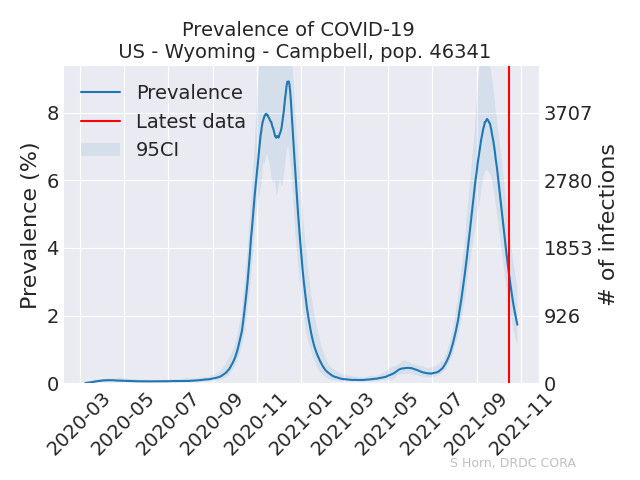 Prevalence of COVID-19
US - Wyoming - Campbell, pop. 46341
Prevalence
Latest data
95CI
Prevalence (%)
8
6
4
2
0
3707
2780
1853
926
0
# of infections
2020-03
2020-05
2020-07
2020-09
2020-11
2021-01
2021-03
2021-05
2021-07
2021-09
2021-11
S Horn, DRDC CORA